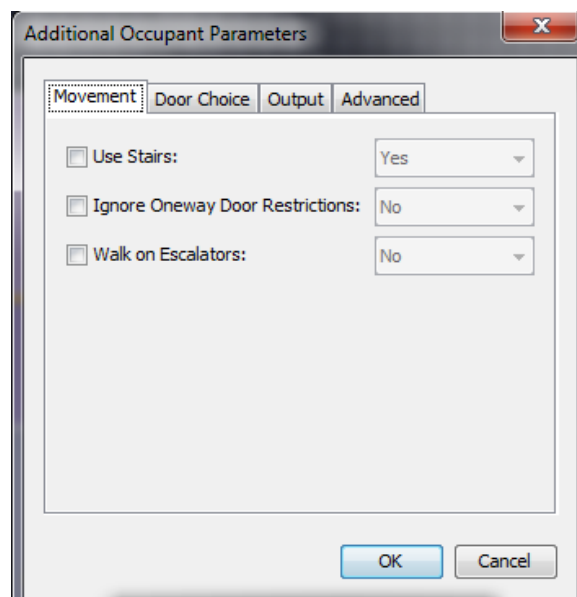 Additional Occupant Parameters
Movement Door Choice Output Advanced
Use Stairs: Yes
Ignore Oneway Door Restrictions: No
Walk on Escalators: No
OK Cancel